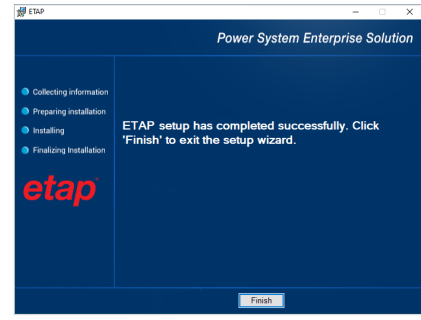 ETAP
Power System Enterprise Solution
Collecting information
Preparing installation
Installing
Finalizing Installation
etap
ETAP setup has completed successfully. Click
'Finish' to exit the setup wizard.
Finish